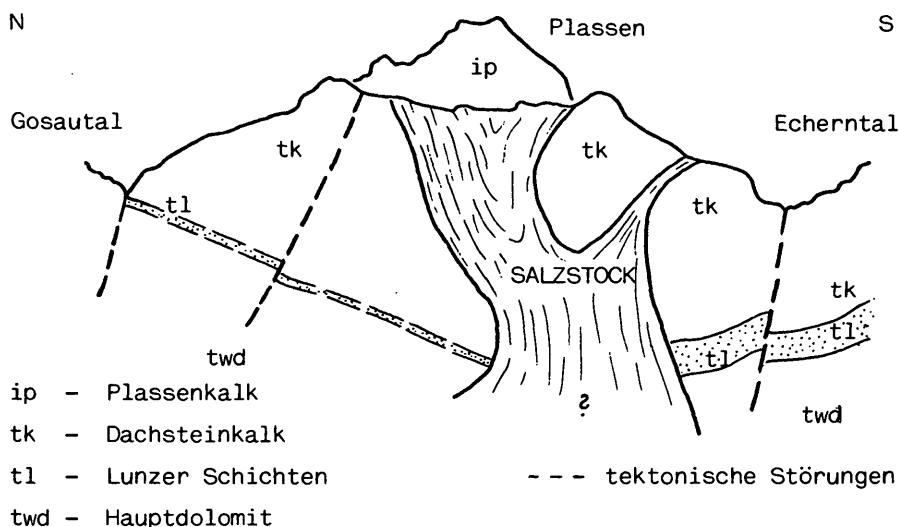 N
S
Plassen
ip
Gosautal
Echerntal
tk
tk
tl
tk
SALZSTOCK
tk
tl
tl
twd
ip – Plassenkalk
?
twd
tk – Dachsteinkalk
tl – Lunzer Schichten
--- tektonische Störungen
twd – Hauptdolomit